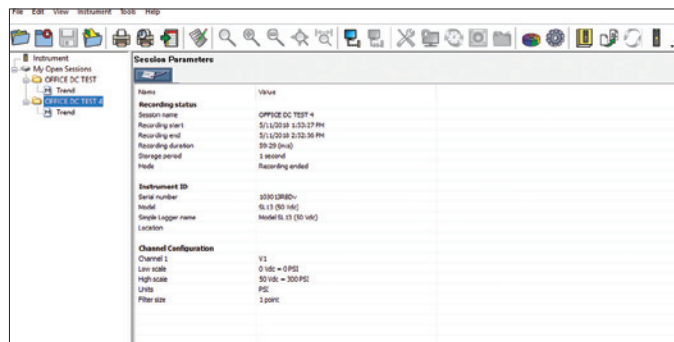 File Edit View Instrument Tools Help
Instrument
My Open Sessions
OFFICE DC TEST
Trend
OFFICE DC TEST 4
Trend
Session Parameters
Name Value
Recording status
Session name OFFICE DC TEST 4
Recording start 5/11/2018 1:53:27 PM
Recording end 5/11/2018 2:52:56 PM
Recording duration 59:29 (m:s)
Storage period 1 second
Mode Recording ended
Instrument ID
Serial number
Model SL13 (50 Vdc)
Simple Logger name Model SL 13 (50 Vdc)
Location
Channel Configuration
Channel 1 V1
Low scale 0 Vdc = 0 PSI
High scale 50 Vdc = 300 PSI
Units PSI
Filter size 1 point